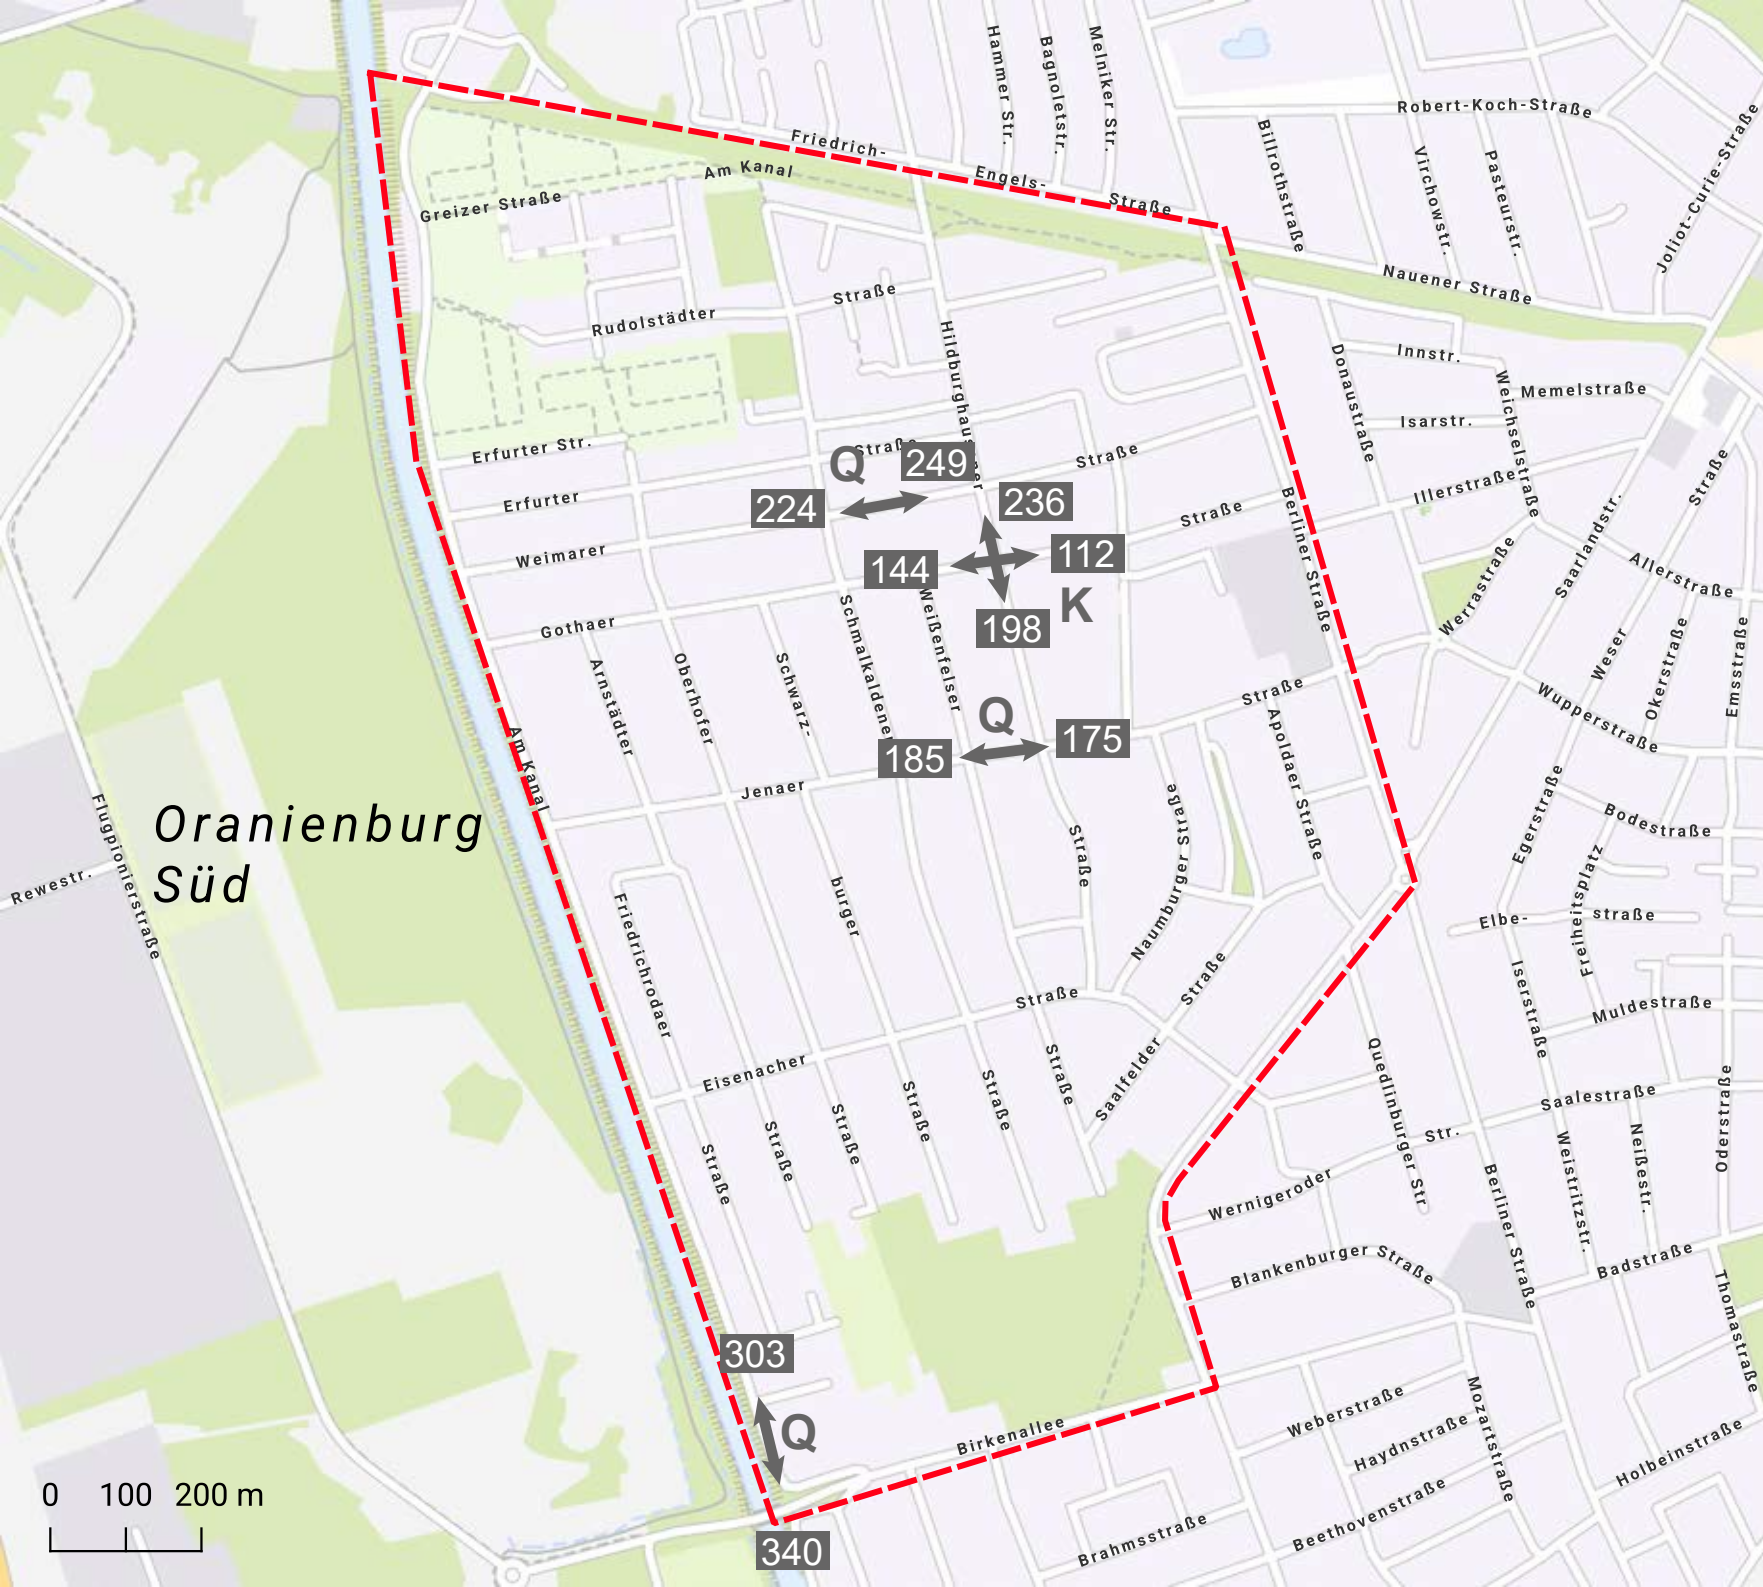 Hammer Str.
Bagnoletstr.
Melniker Str.
Robert-Koch-Straße
Billrothstraße
Virchowstr.
Pasteurstr.
Joliot-Curie-Straße
Friedrich-
Engels-
Straße
Am Kanal
Greizer Straße
Nauener Straße
Rudolstädter
Straße
Hildburghausener
Donaustraße
Innstr.
Memelstraße
Isarstr.
Weichselstraße
Illerstraße
Erfurter Str.
Erfurter
Straße
Weimarer
Straße
Q
249
224
236
144
112
198
K
Gothaer
Straße
Berliner Straße
Saarlandstr.
Straße
Weser
Allerstraße
Werrastraße
Okerstraße
Emsstraße
Wupperstraße
Arnstädter
Oberhofer
Schwarz-
Schmalkaldener
Weißenfelser
Q
185
175
Jenaer
Straße
Apoldaer Straße
Naumburger Straße
Straße
Am Kanal
Flugpionierstraße
Oranienburg
Süd
Rewestr.
Egerstraße
Bodestraße
Freiheitsplatz
Elbe-
straße
Friedrichrodaer
burger
Straße
Saalfelder
Straße
Iserstraße
Muldestraße
Eisenacher
Straße
Straße
Straße
Straße
Straße
Straße
Quedlinburger Str
Saalestraße
Oderstraße
Wernigeroder
Str.
Weistritzstr.
Neißestr.
Berliner Straße
Blankenburger Straße
Badstraße
Thomastraße
303
Q
340
Birkenallee
Weberstraße
Haydnstraße
Mozartstraße
Beethovenstraße
Brahmsstraße
Holbeinstraße
0 100 200 m